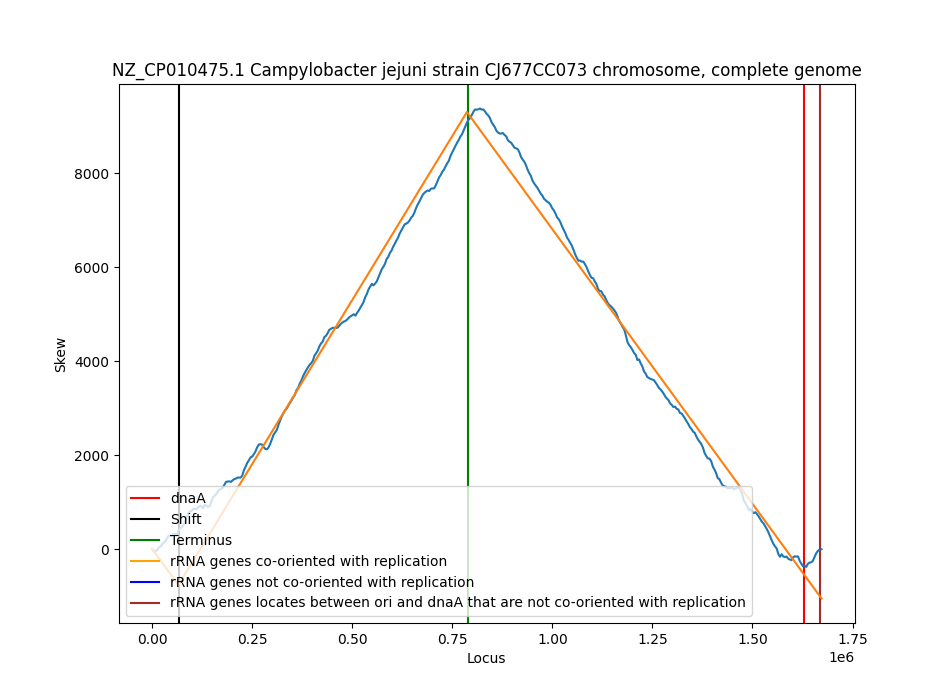 NZ_CP010475.1 Campylobacter jejuni strain CJ677CC073 chromosome, complete genome
8000
6000
4000
2000
0
Skew
dnaA
Shift
Terminus
rRNA genes co-oriented with replication
rRNA genes not co-oriented with replication
rRNA genes locates between ori and dnaA that are not co-oriented with replication
0.00 0.25 0.50 0.75 1.00 1.25 1.50 1.75
Locus
1e6